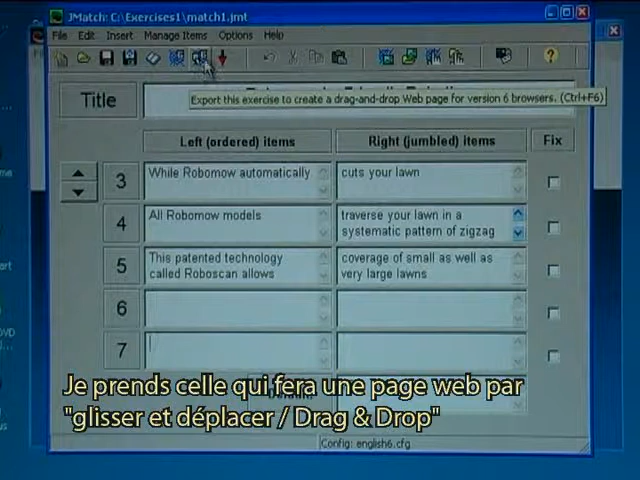 JMatch: C:\Exercises1\match1.jmt
File Edit Insert Manage Items Options Help
Export this exercise to create a drag-and-drop Web page for version 6 browsers. (Ctrl+F6)
Title
Left (ordered) items
Right (jumbled) items
Fix
3
While Robomow automatically
cuts your lawn
4
All Robomow models
traverse your lawn in a
systematic pattern of zigzag
5
This patented technology
called Roboscan allows
coverage of small as well as
very large lawns
6
7
Default:
Je prends celle qui fera une page web par
"glisser et déplacer / Drag & Drop"
Config: english6.cfg